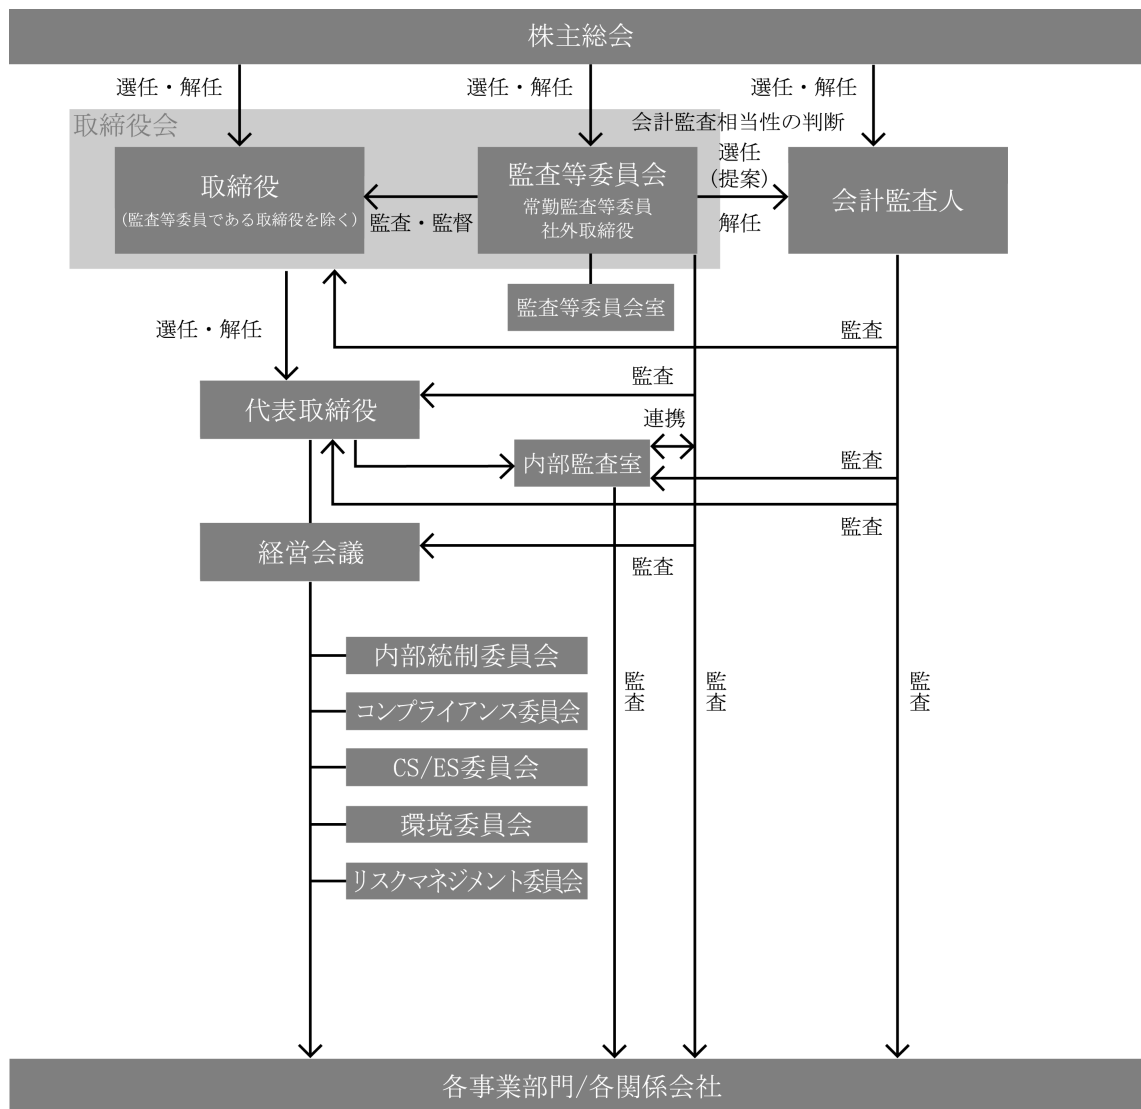 株主総会
選任・解任
選任・解任
選任・解任
取締役会
会計監査相当性の判断
取締役
(監査等委員である取締役を除く)
監査・監督
監査等委員会
常勤監査等委員
社外取締役
選任
(提案)
解任
会計監査人
監査等委員会室
選任・解任
監査
監査
代表取締役
連携
内部監査室
監査
監査
経営会議
監査
内部統制委員会
コンプライアンス委員会
CS/ES委員会
環境委員会
リスクマネジメント委員会
監査
監査
監査
各事業部門/各関係会社